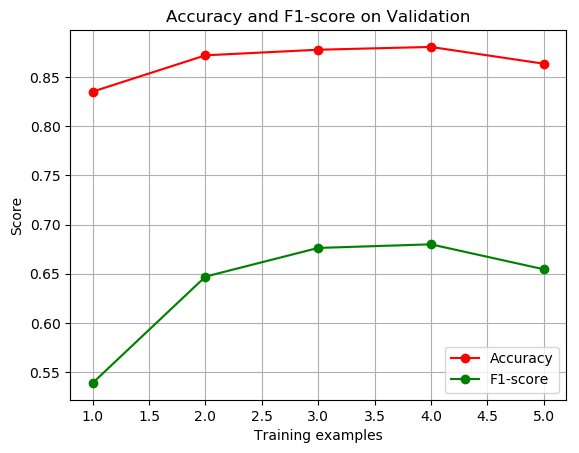 Accuracy and F1-score on Validation
Score
0.85
0.80
0.75
0.70
0.65
0.60
0.55
Accuracy
F1-score
1.0 1.5 2.0 2.5 3.0 3.5 4.0 4.5 5.0
Training examples